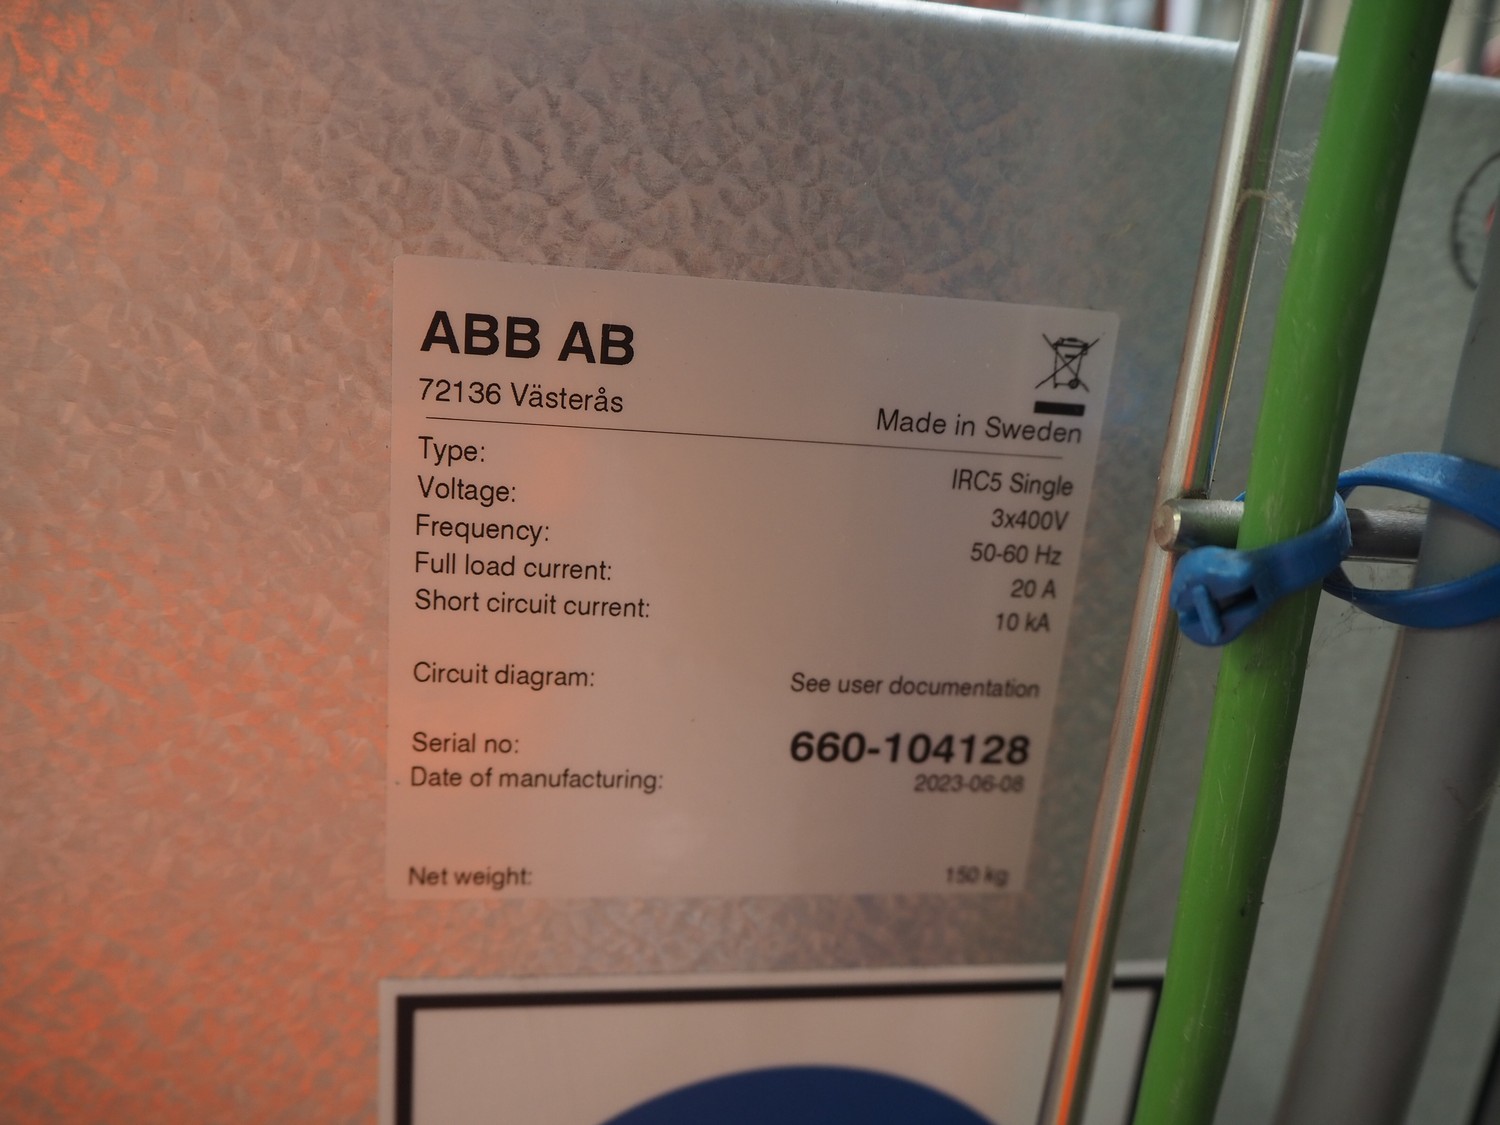 ABB AB
72136 Västerås
Made in Sweden
Type: IRC5 Single
Voltage: 3x400V
Frequency: 50-60 Hz
Full load current: 20 A
Short circuit current: 10 kA
Circuit diagram: See user documentation
Serial no: 660-104128
Date of manufacturing: 2023-06-08
Net weight: 150 kg